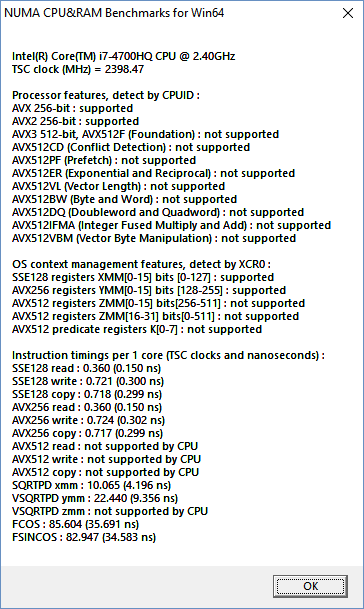 NUMA CPU&RAM Benchmarks for Win64
Intel(R) Core(TM) i7-4700HQ CPU @ 2.40GHz
TSC clock (MHz) = 2398.47
Processor features, detect by CPUID :
AVX 256-bit : supported
AVX2 256-bit : supported
AVX3 512-bit, AVX512F (Foundation) : not supported
AVX512CD (Conflict Detection) : not supported
AVX512PF (Prefetch) : not supported
AVX512ER (Exponential and Reciprocal) : not supported
AVX512VL (Vector Length) : not supported
AVX512BW (Byte and Word) : not supported
AVX512DQ (Doubleword and Quadword) : not supported
AVX512IFMA (Integer Fused Multiply and Add) : not supported
AVX512VBM (Vector Byte Manipulation) : not supported
OS context management features, detect by XCR0 :
SSE128 registers XMM[0-15] bits [0-127] : supported
AVX256 registers YMM[0-15] bits [128-255] : supported
AVX512 registers ZMM[0-15] bits[256-511] : not supported
AVX512 registers ZMM[16-31] bits[0-511] : not supported
AVX512 predicate registers K[0-7] : not supported
Instruction timings per 1 core (TSC clocks and nanoseconds) :
SSE128 read : 0.360 (0.150 ns)
SSE128 write : 0.721 (0.300 ns)
SSE128 copy : 0.718 (0.299 ns)
AVX256 read : 0.360 (0.150 ns)
AVX256 write : 0.724 (0.302 ns)
AVX256 copy : 0.717 (0.299 ns)
AVX512 read : not supported by CPU
AVX512 write : not supported by CPU
AVX512 copy : not supported by CPU
SQRTPD xmm : 10.065 (4.196 ns)
VSQRTPD ymm : 22.440 (9.356 ns)
VSQRTPD zmm : not supported by CPU
FCOS : 85.604 (35.691 ns)
FSINCOS : 82.947 (34.583 ns)
OK